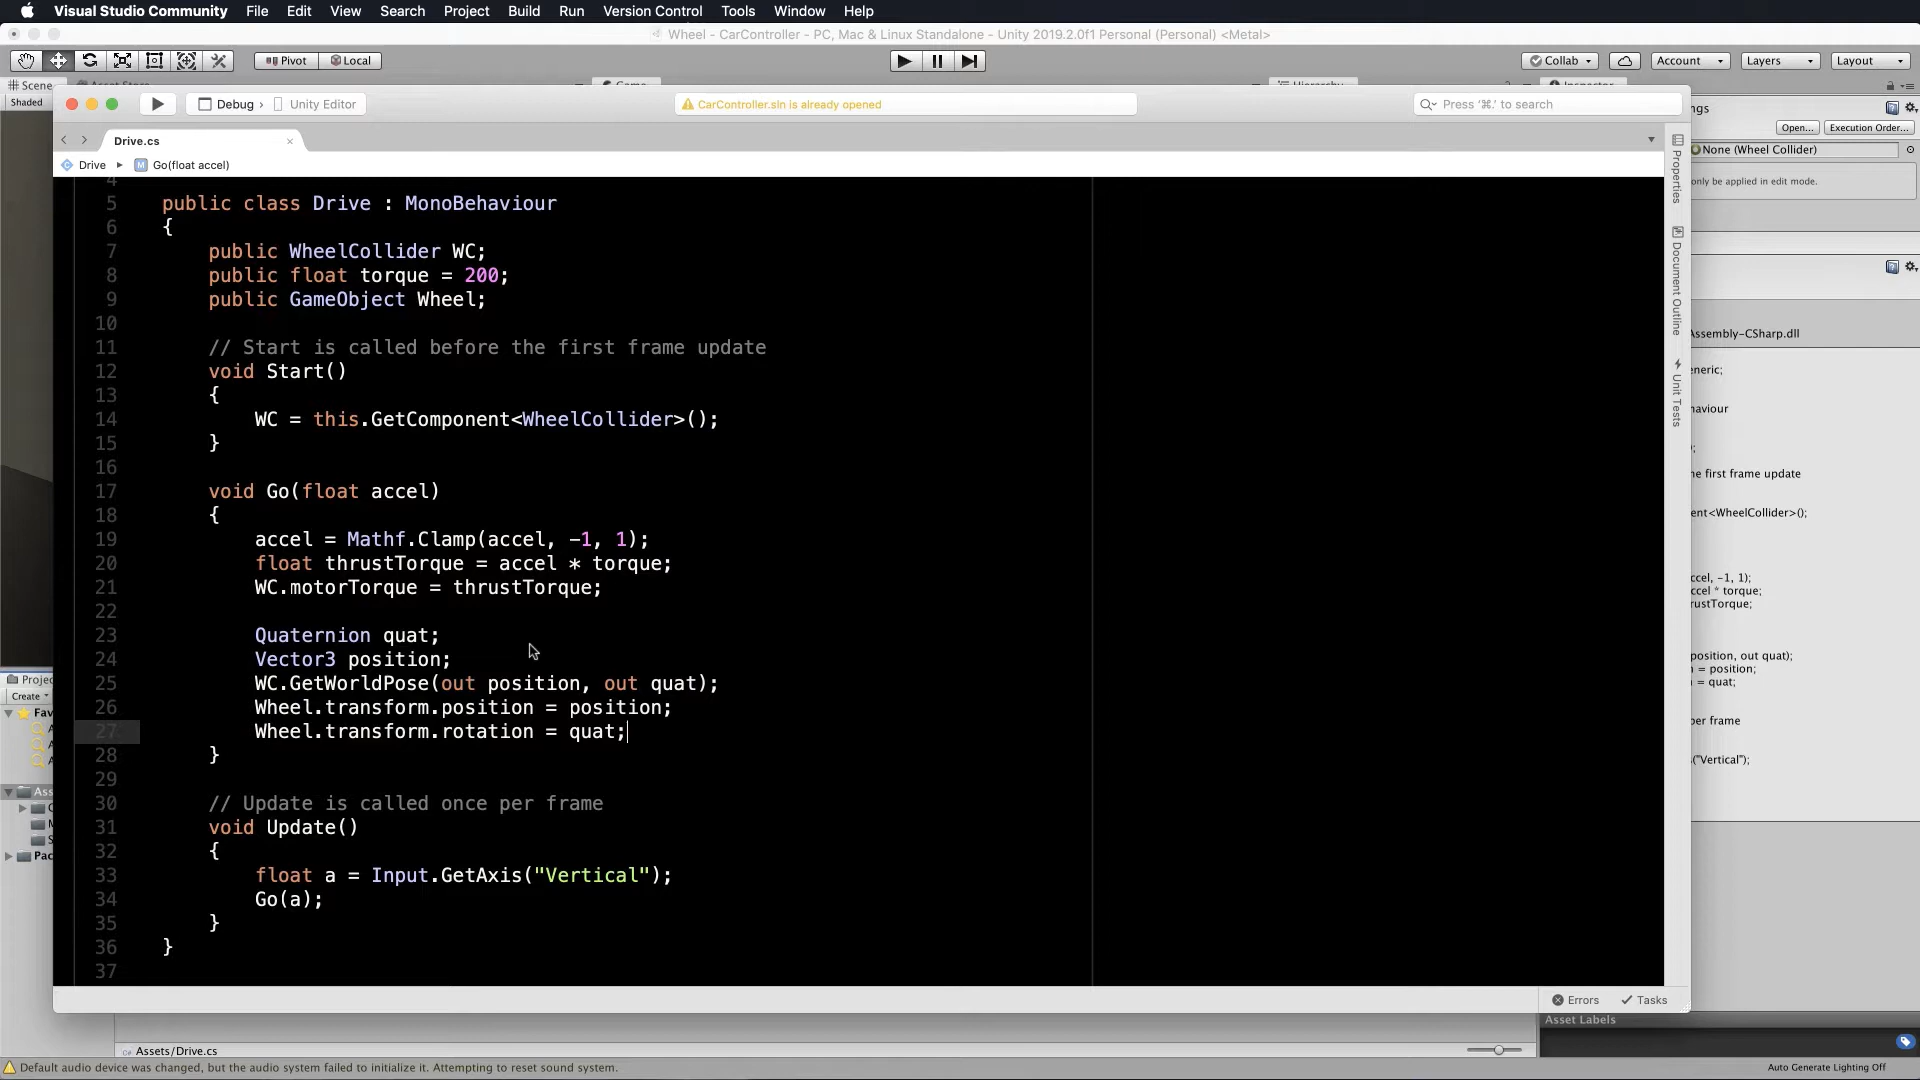 Visual Studio Community File Edit View Search Project Build Run Version Control Tools Window Help
Wheel - CarController - PC, Mac & Linux Standalone - Unity 2019.2.0f1 Personal (Personal) <Metal>
Pivot Local Collab Account Layers Layout
Scene
Shaded
Debug › Unity Editor
CarController.sln is already opened
Press '⌘.' to search
ngs
Open... Execution Order...
None (Wheel Collider)
only be applied in edit mode.
Drive.cs
Drive ▸ Go(float accel)
Properties
Document Outline
Unit Tests
4
5 public class Drive : MonoBehaviour
6 {
7 public WheelCollider WC;
8 public float torque = 200;
9 public GameObject Wheel;
10
11 // Start is called before the first frame update
12 void Start()
13 {
14 WC = this.GetComponent<WheelCollider>();
15 }
16
17 void Go(float accel)
18 {
19 accel = Mathf.Clamp(accel, -1, 1);
20 float thrustTorque = accel * torque;
21 WC.motorTorque = thrustTorque;
22
23 Quaternion quat;
24 Vector3 position;
25 WC.GetWorldPose(out position, out quat);
26 Wheel.transform.position = position;
27 Wheel.transform.rotation = quat;
28 }
29
30 // Update is called once per frame
31 void Update()
32 {
33 float a = Input.GetAxis("Vertical");
34 Go(a);
35 }
36 }
37
Assembly-CSharp.dll
eneric;
haviour
;
he first frame update
ent<WheelCollider>();
ccel, -1, 1);
ccel * torque;
rustTorque;
position, out quat);
n = position;
n = quat;
per frame
s("Vertical");
Projec
Create
Fav
Ass
Pac
Errors Tasks
Asset Labels
Assets/Drive.cs
Default audio device was changed, but the audio system failed to initialize it. Attempting to reset sound system.
Auto Generate Lighting Off